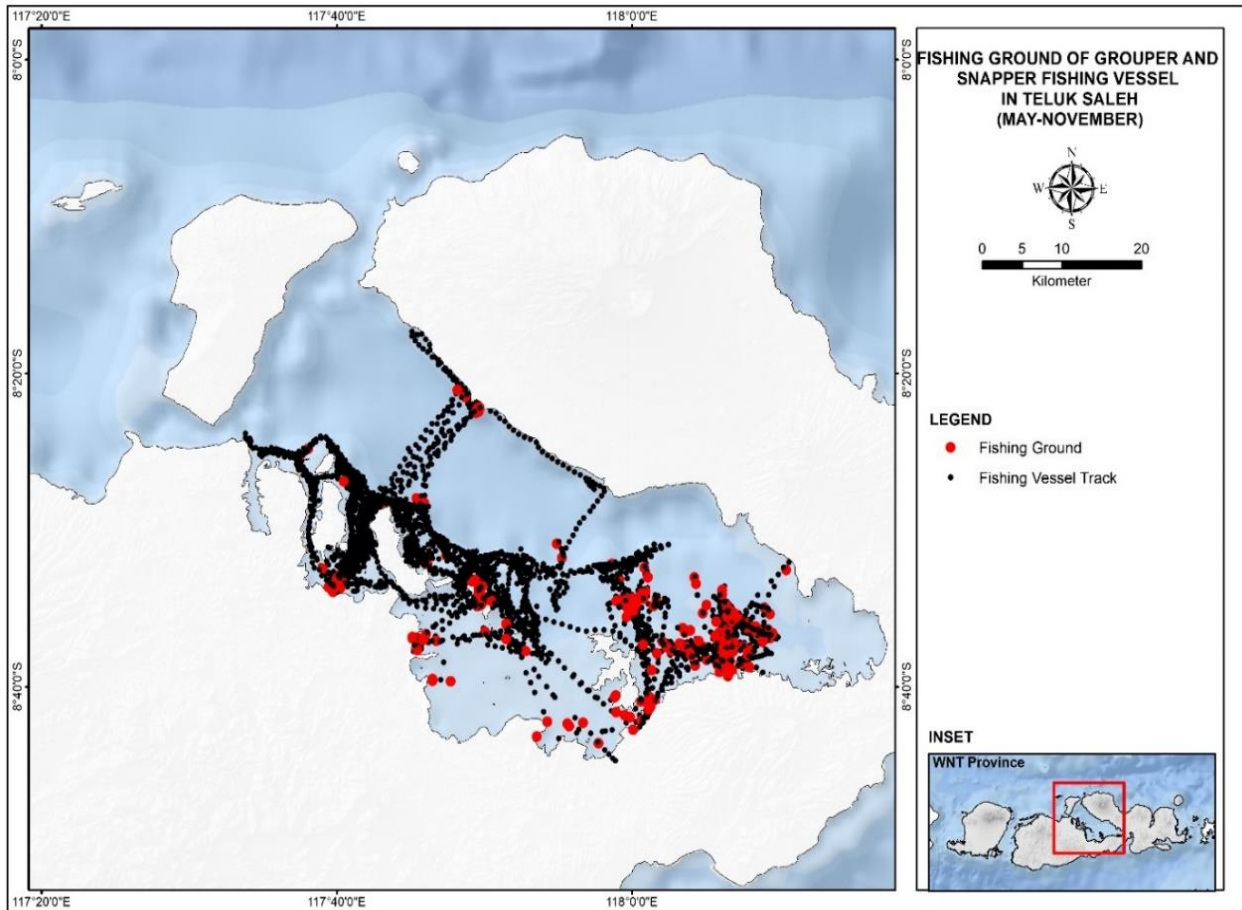 117°20'0"E
117°40'0"E
118°0'0"E
8°0'0"S
8°0'0"S
8°20'0"S
8°20'0"S
8°40'0"S
8°40'0"S
117°20'0"E
117°40'0"E
118°0'0"E
FISHING GROUND OF GROUPER AND
SNAPPER FISHING VESSEL
IN TELUK SALEH
(MAY-NOVEMBER)
N
W
E
S
0 5 10 20
Kilometer
LEGEND
Fishing Ground
Fishing Vessel Track
INSET
WNT Province